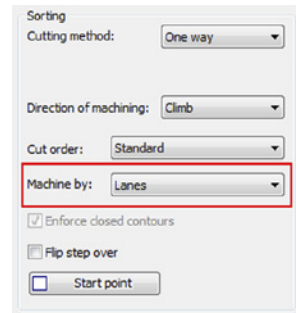 Sorting
Cutting method: One way
Direction of machining: Climb
Cut order: Standard
Machine by: Lanes
Enforce closed contours
Flip step over
Start point